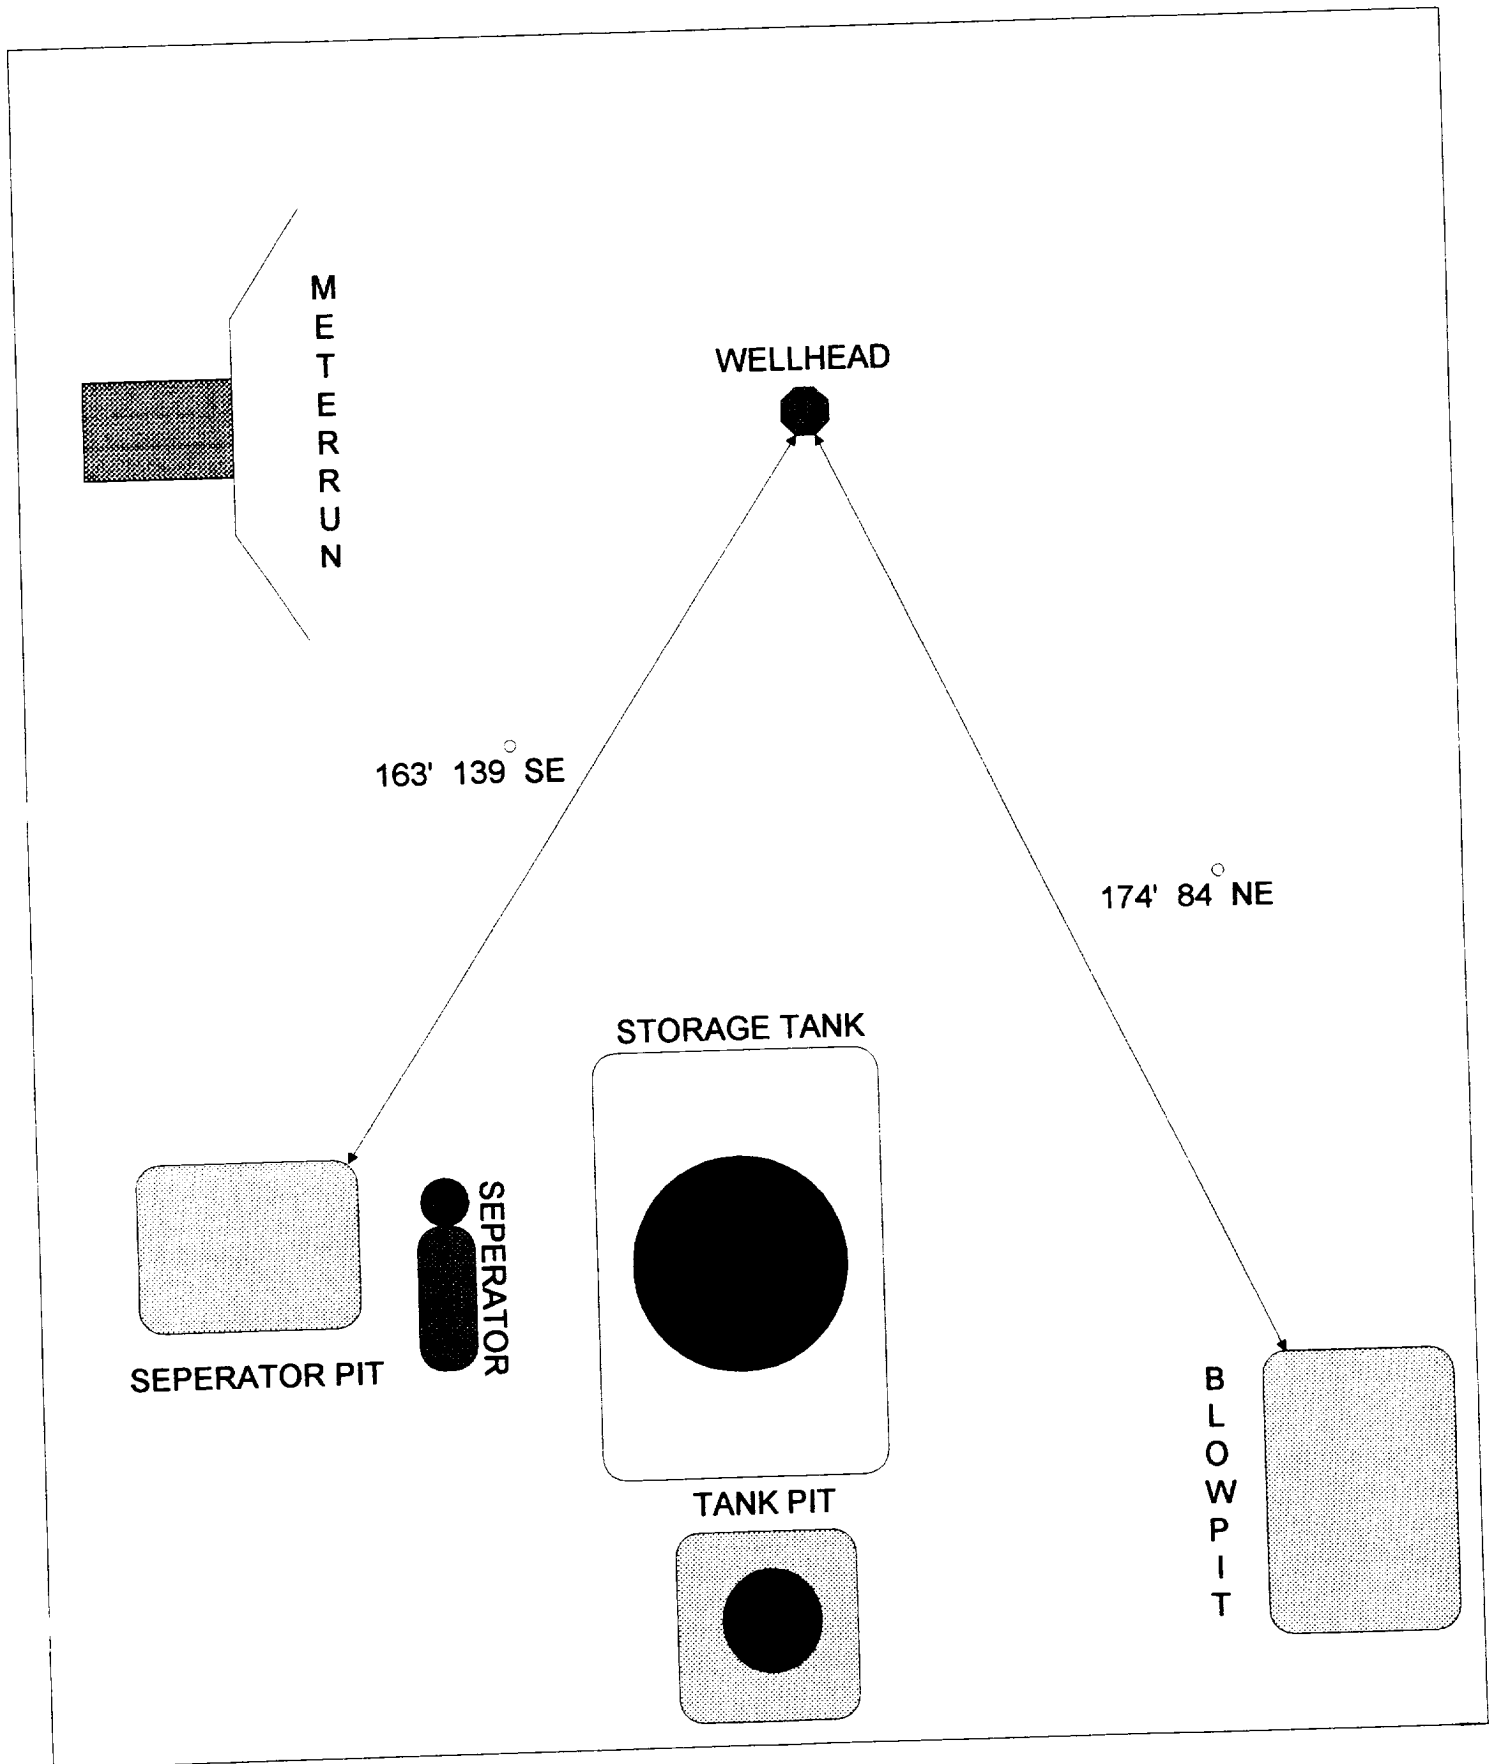 METERRUN
WELLHEAD
163' 139° SE
174' 84° NE
STORAGE TANK
SEPERATOR
SEPERATOR PIT
BLOWPIT
TANK PIT